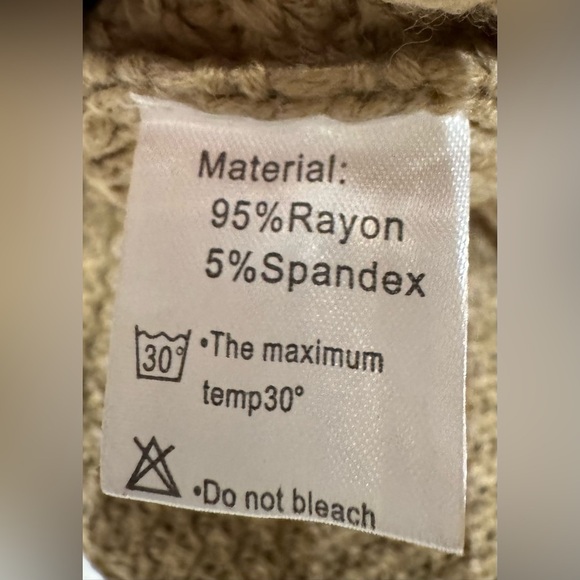 Material:
95%Rayon
5%Spandex
30°
•The maximum
temp30°
•Do not bleach